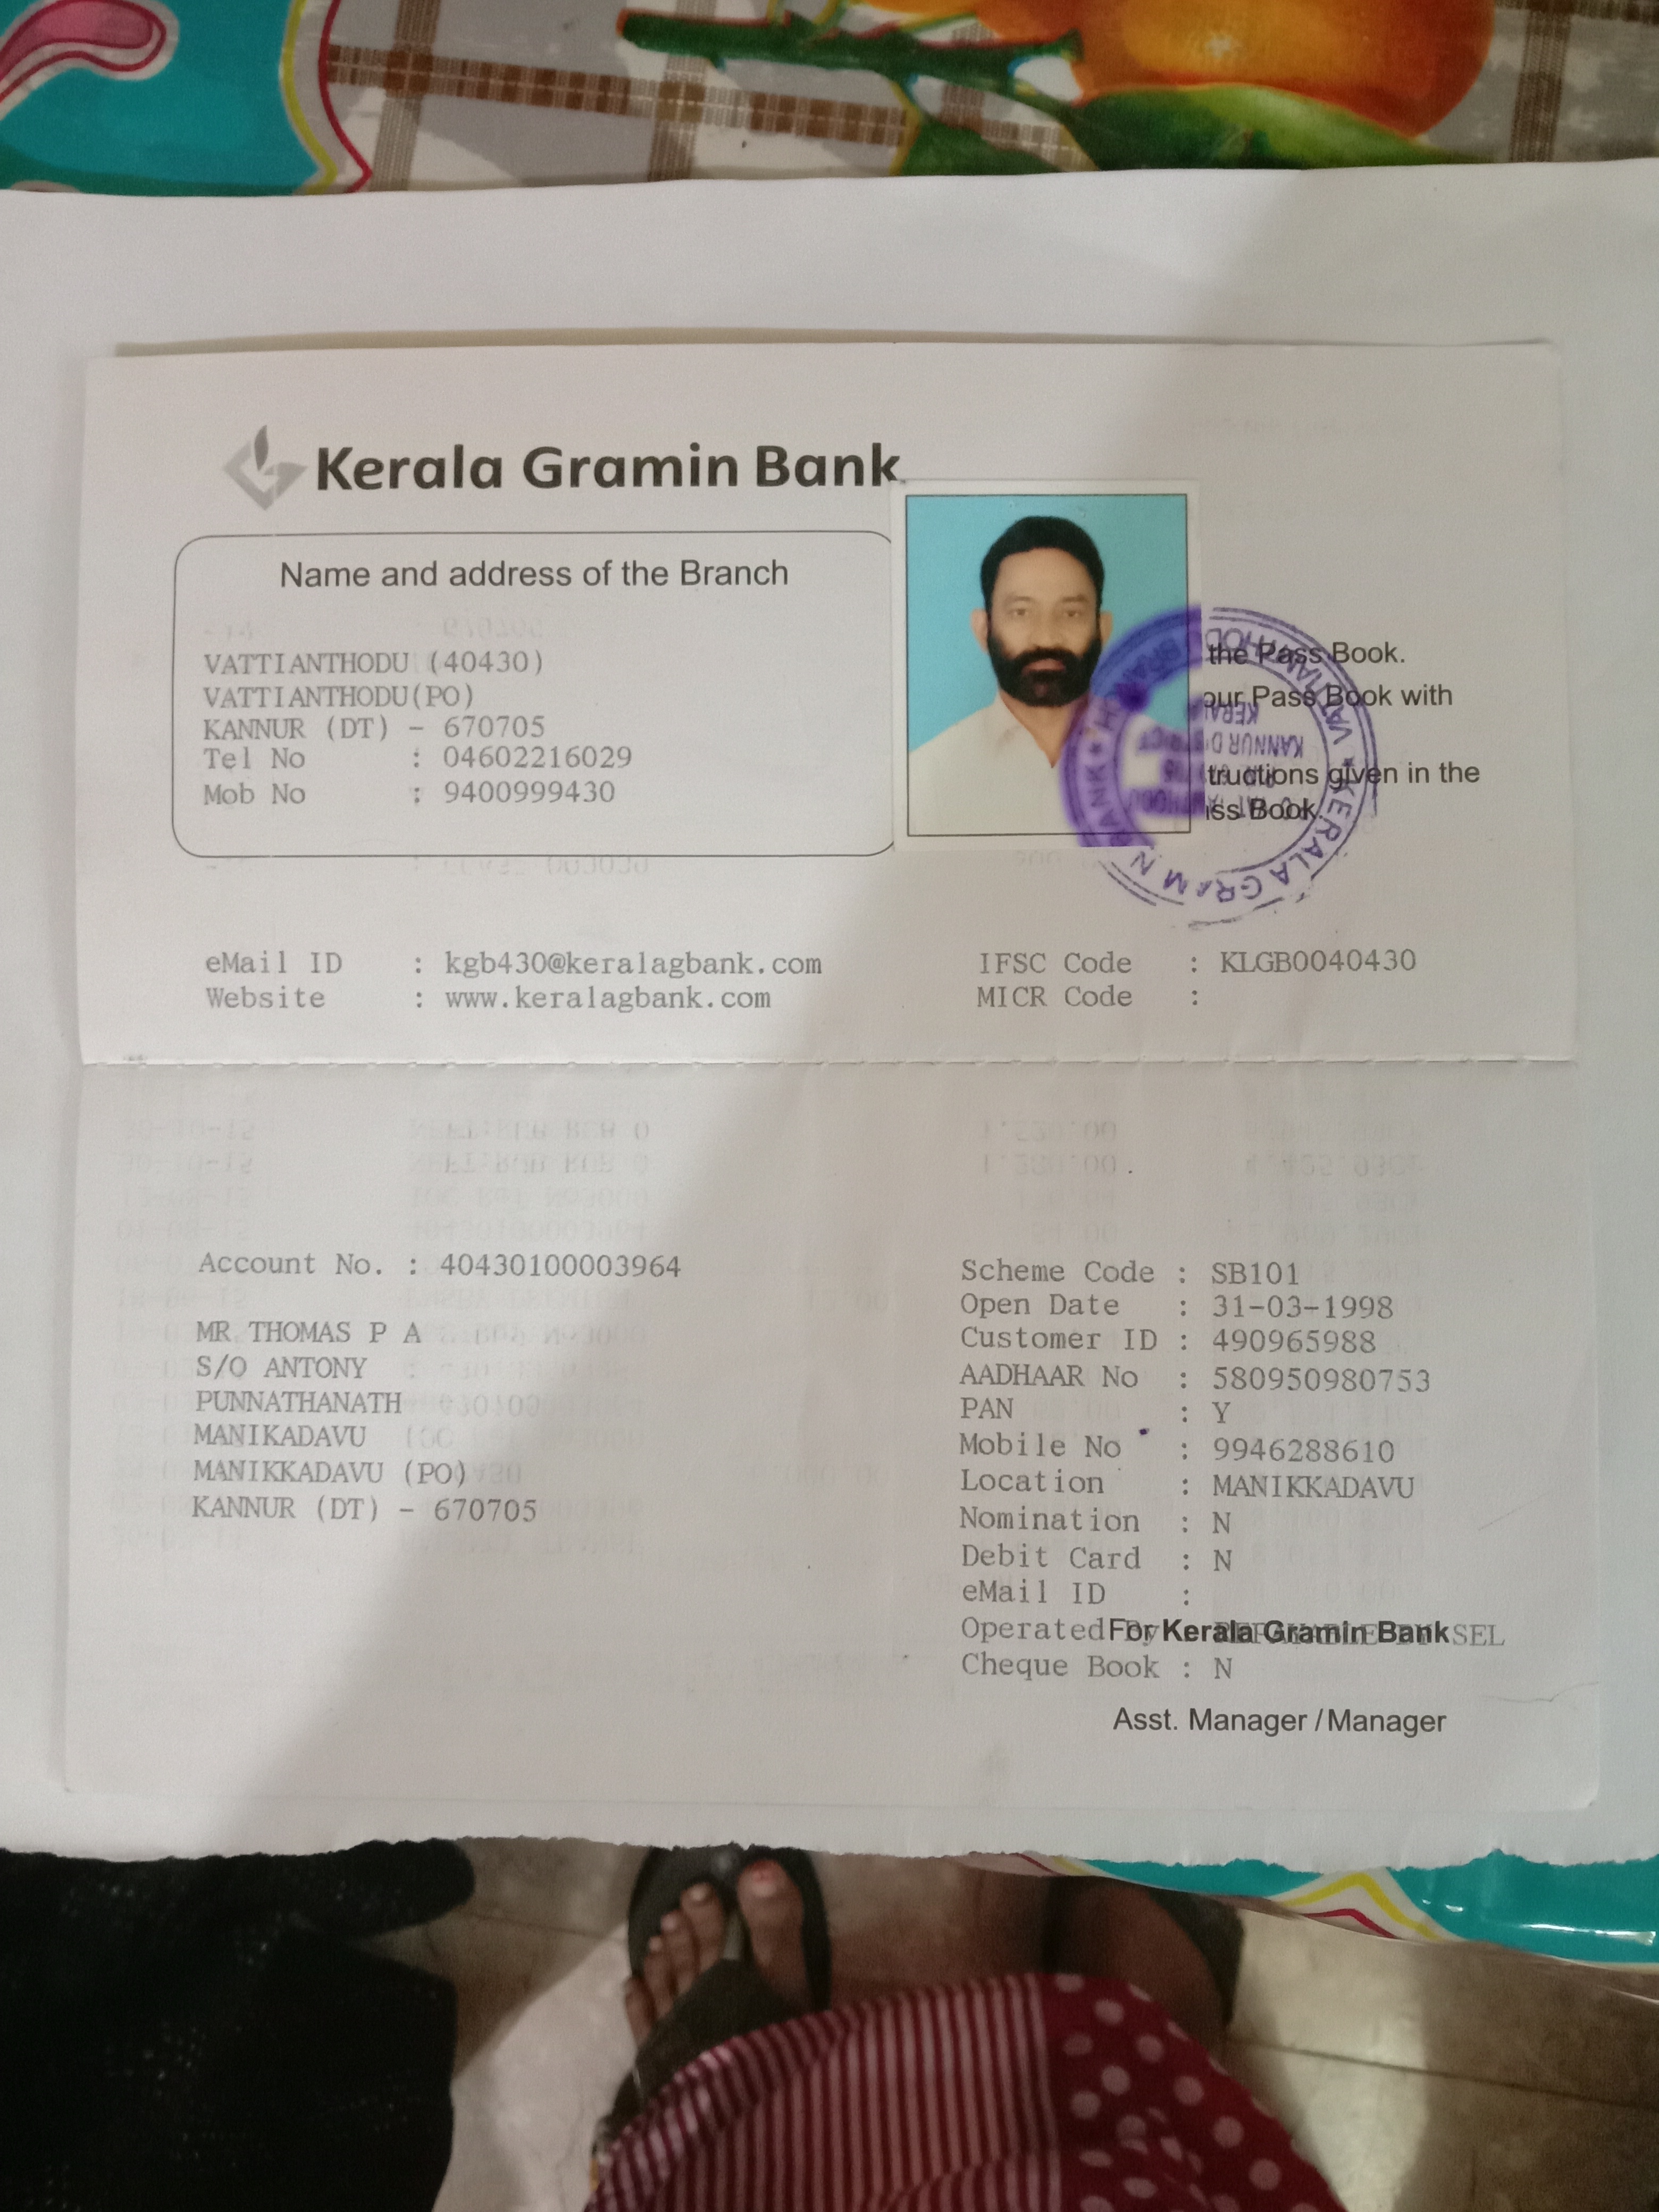 Kerala Gramin Bank
Name and address of the Branch
VATTIANTHODU (40430)
VATTIANTHODU(PO)
KANNUR (DT) - 670705
Tel No : 04602216029
Mob No : 9400999430
the Pass Book.
our Pass Book with
tructions given in the
ss Book.
KERALA GRAMIN BANK ★ VATTIANTHODU
KANNUR DISTRICT
eMail ID : kgb430@keralagbank.com
Website : www.keralagbank.com
IFSC Code : KLGB0040430
MICR Code :
Account No. : 40430100003964
MR THOMAS P A
S/O ANTONY
PUNNATHANATH
MANIKADAVU
MANIKKADAVU (PO)
KANNUR (DT) - 670705
Scheme Code : SB101
Open Date : 31-03-1998
Customer ID : 490965988
AADHAAR No : 580950980753
PAN : Y
Mobile No : 9946288610
Location : MANIKKADAVU
Nomination : N
Debit Card : N
eMail ID :
Operated By : REPAYABLE BY SEL
For Kerala Gramin Bank
Cheque Book : N
Asst. Manager / Manager